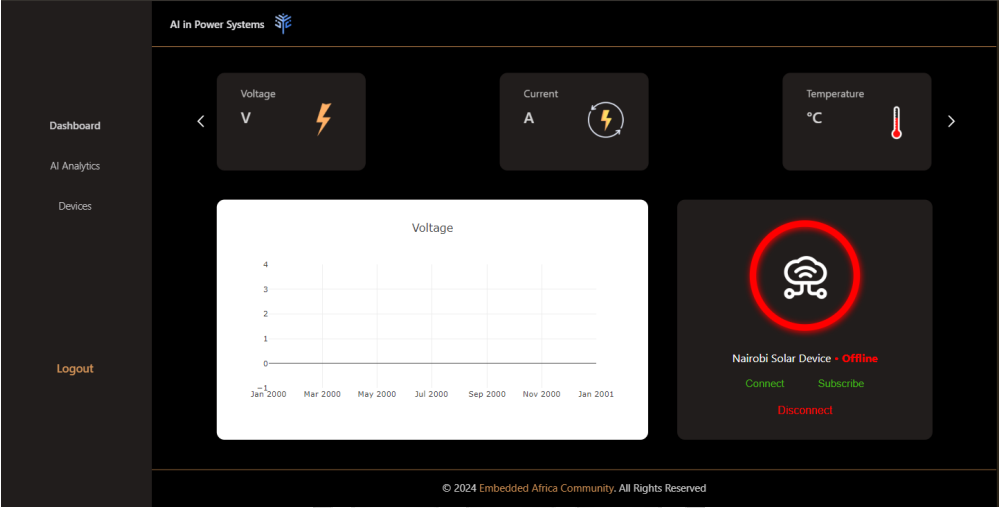 AI in Power Systems
Dashboard
AI Analytics
Devices
Logout
Voltage
V
Current
A
Temperature
°C
Voltage
4
3
2
1
0
−1
Jan 2000 Mar 2000 May 2000 Jul 2000 Sep 2000 Nov 2000 Jan 2001
Nairobi Solar Device - Offline
Connect Subscribe
Disconnect
© 2024 Embedded Africa Community. All Rights Reserved